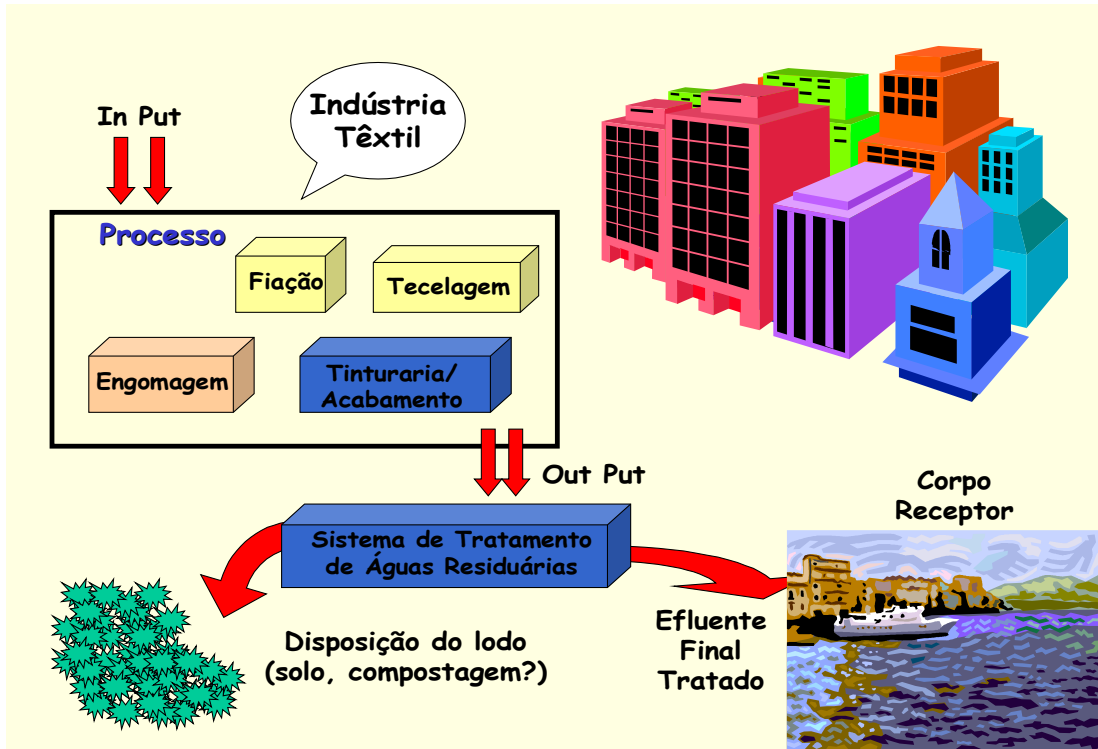 In Put
Indústria
Têxtil
Processo
Fiação
Tecelagem
Engomagem
Tinturaria/
Acabamento
Out Put
Sistema de Tratamento
de Águas Residuárias
Corpo
Receptor
Disposição do lodo
(solo, compostagem?)
Efluente
Final
Tratado